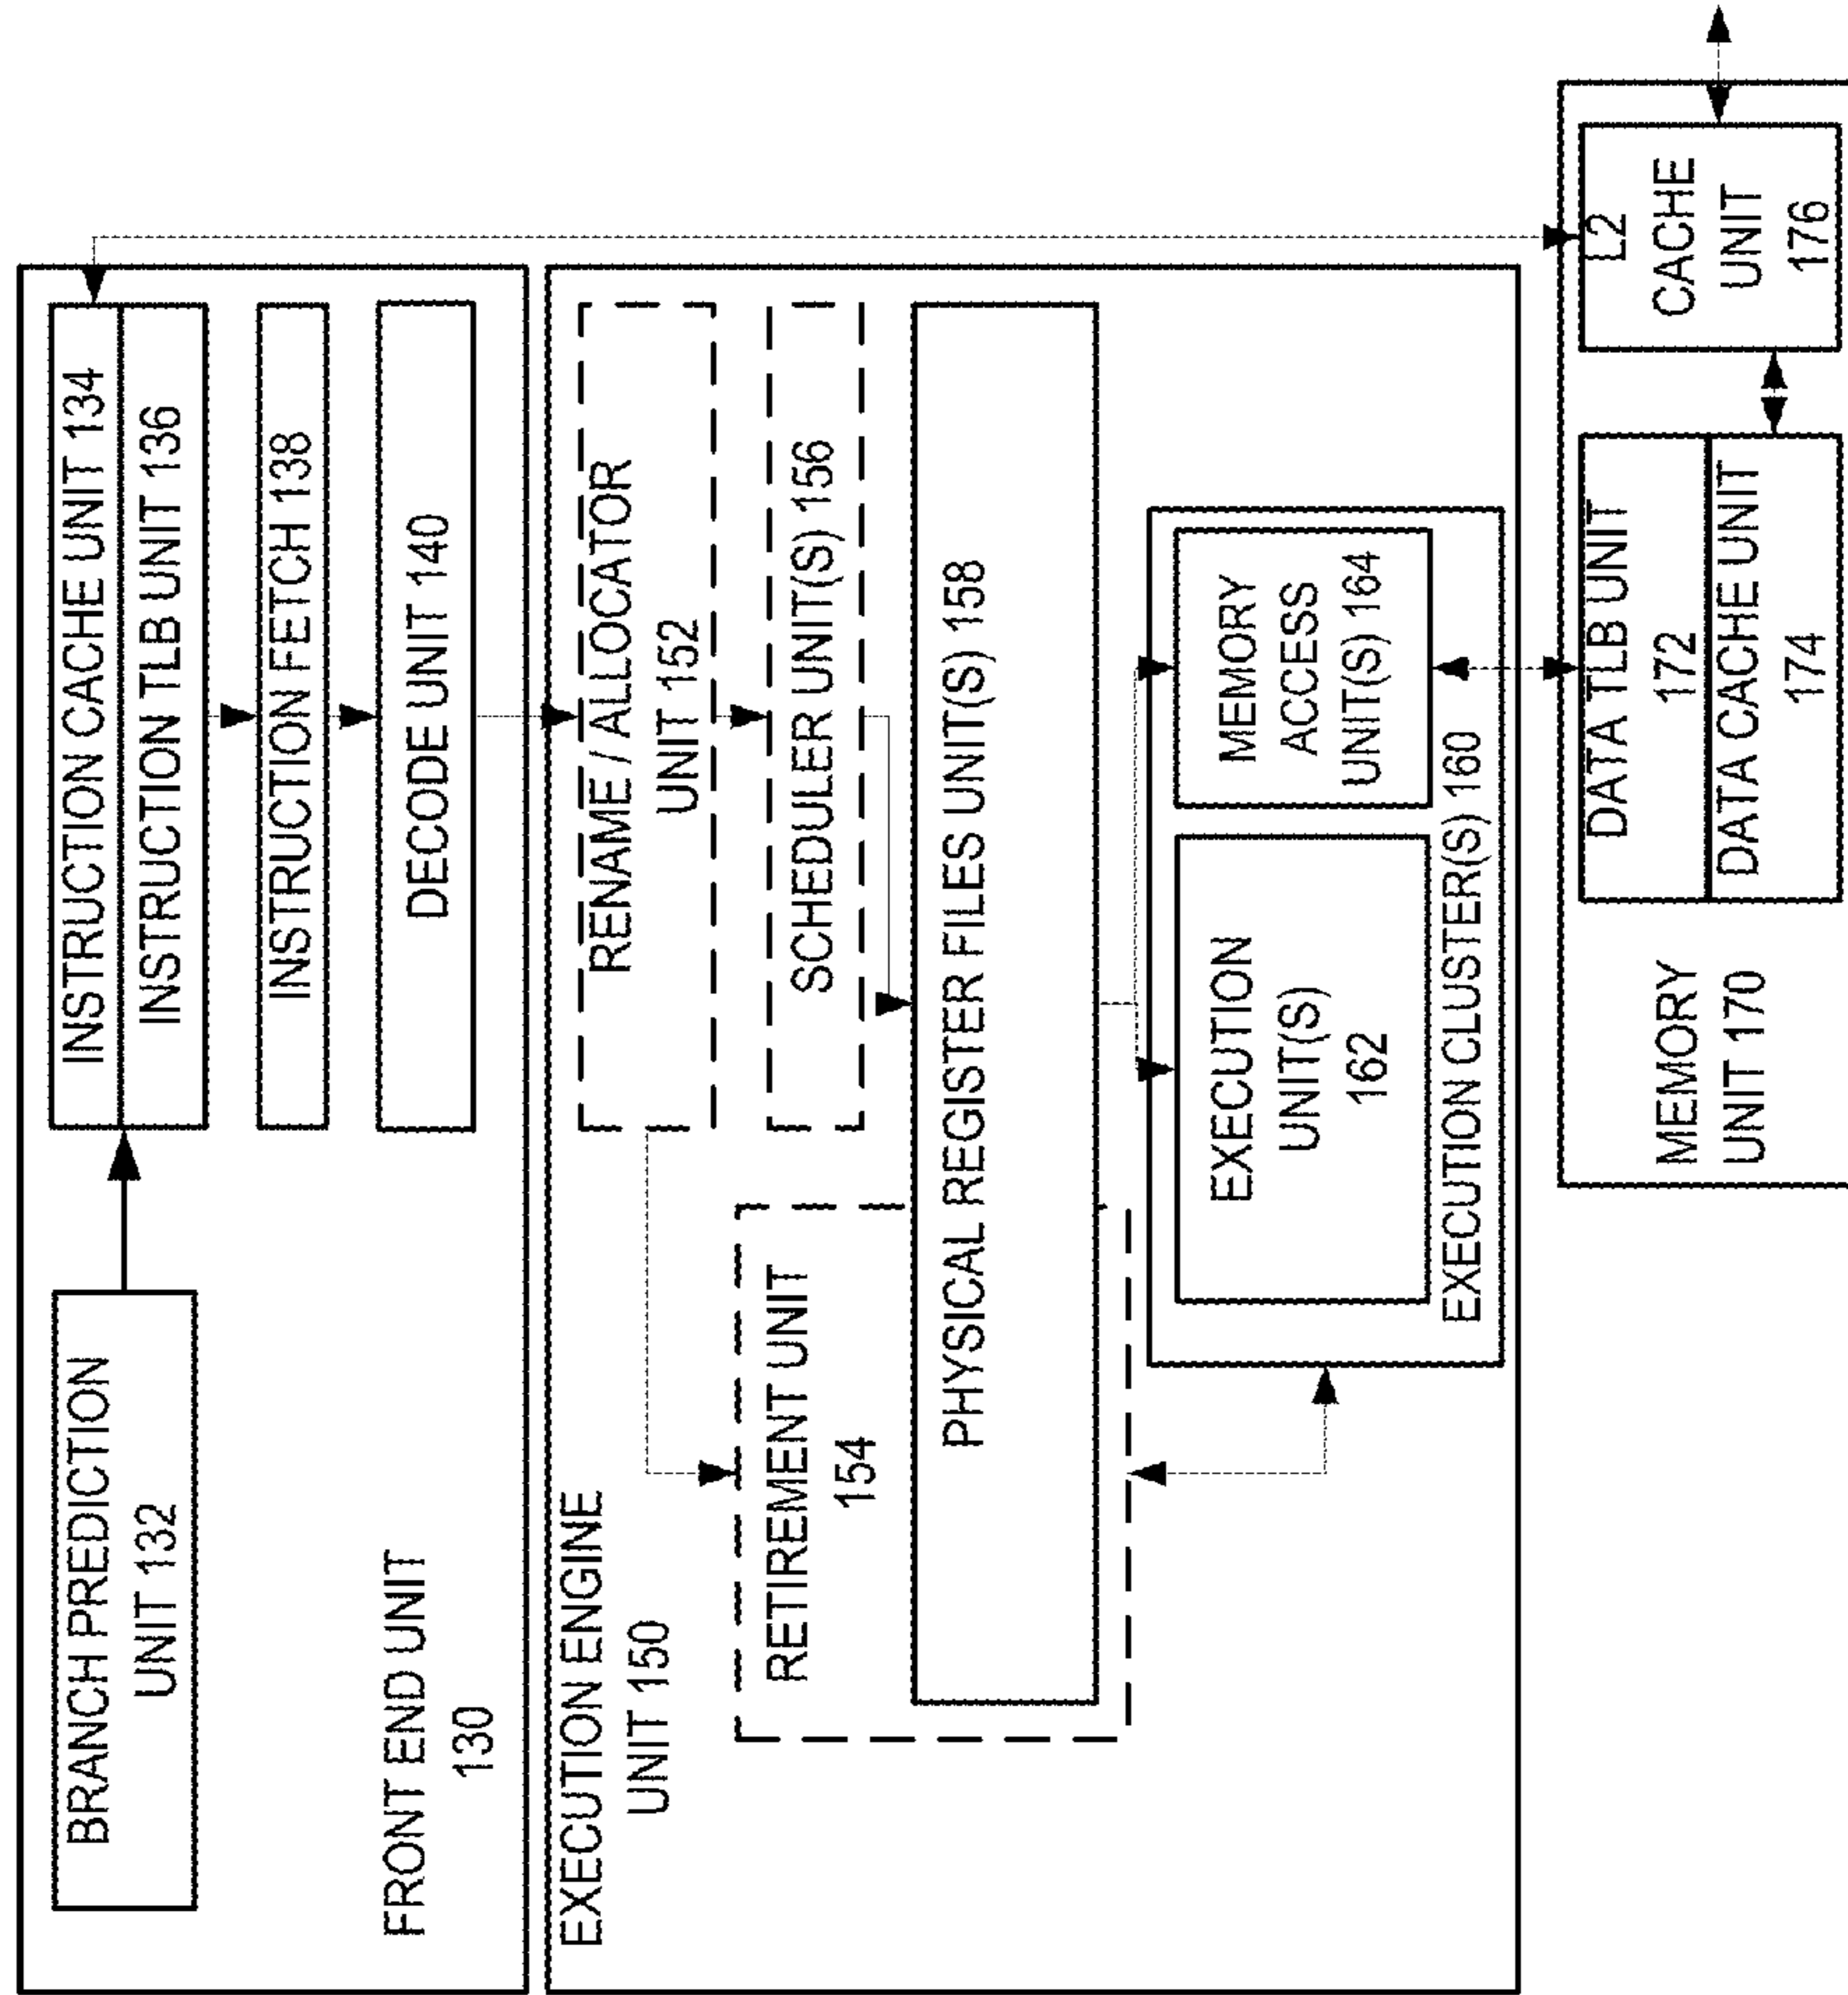 BRANCH PREDICTION
UNIT 132
INSTRUCTION CACHE UNIT 134
INSTRUCTION TLB UNIT 136
INSTRUCTION FETCH 138
DECODE UNIT 140
FRONT END UNIT
130
EXECUTION ENGINE
UNIT 150
RENAME / ALLOCATOR
UNIT 152
RETIREMENT UNIT
154
SCHEDULER UNIT(S) 156
PHYSICAL REGISTER FILES UNIT(S) 158
EXECUTION
UNIT(S)
162
MEMORY
ACCESS
UNIT(S) 164
EXECUTION CLUSTER(S) 160
MEMORY
UNIT 170
DATA TLB UNIT
172
DATA CACHE UNIT
174
L2
CACHE
UNIT
176